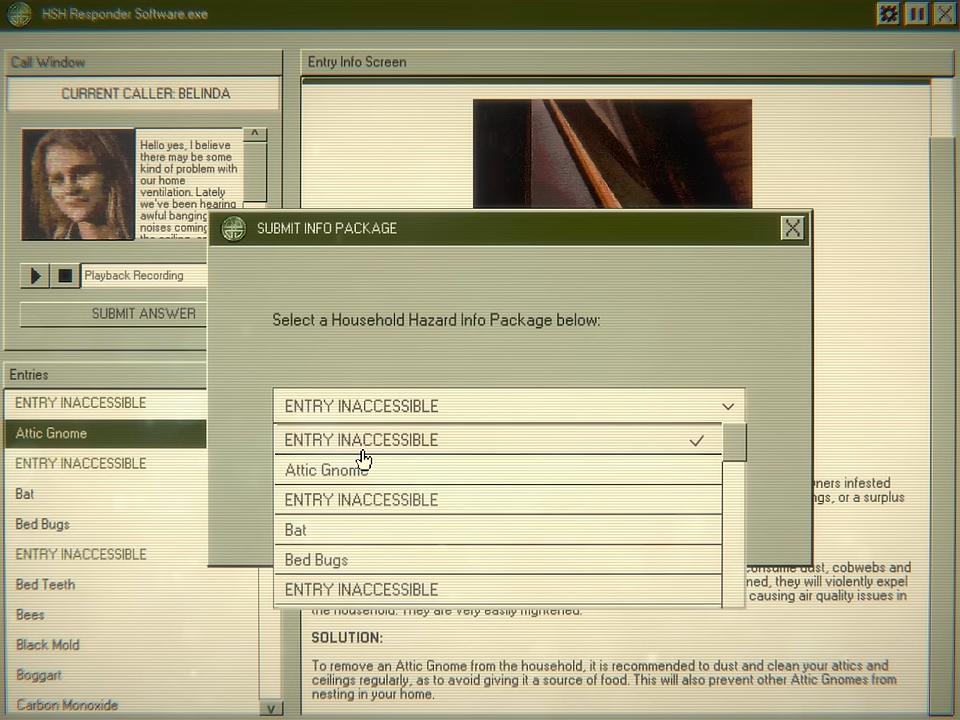 HSH Responder Software.exe
Call Window
CURRENT CALLER: BELINDA
Hello yes, I believe
there may be some
kind of problem with
our home
ventilation. Lately
we've been hearing
awful banging
noises coming
Playback Recording
SUBMIT ANSWER
Entries
ENTRY INACCESSIBLE
Attic Gnome
ENTRY INACCESSIBLE
Bat
Bed Bugs
ENTRY INACCESSIBLE
Bed Teeth
Bees
Black Mold
Boggart
Carbon Monoxide
Entry Info Screen
SUBMIT INFO PACKAGE
Select a Household Hazard Info Package below:
ENTRY INACCESSIBLE
ENTRY INACCESSIBLE
Attic Gnome
ENTRY INACCESSIBLE
Bat
Bed Bugs
ENTRY INACCESSIBLE
infested
or a surplus
consume dust, cobwebs and
they will violently expel
causing air quality issues in
the household. They are very easily frightened.
SOLUTION:
To remove an Attic Gnome from the household, it is recommended to dust and clean your attics and
ceilings regularly, as to avoid giving it a source of food. This will also prevent other Attic Gnomes from
nesting in your home.